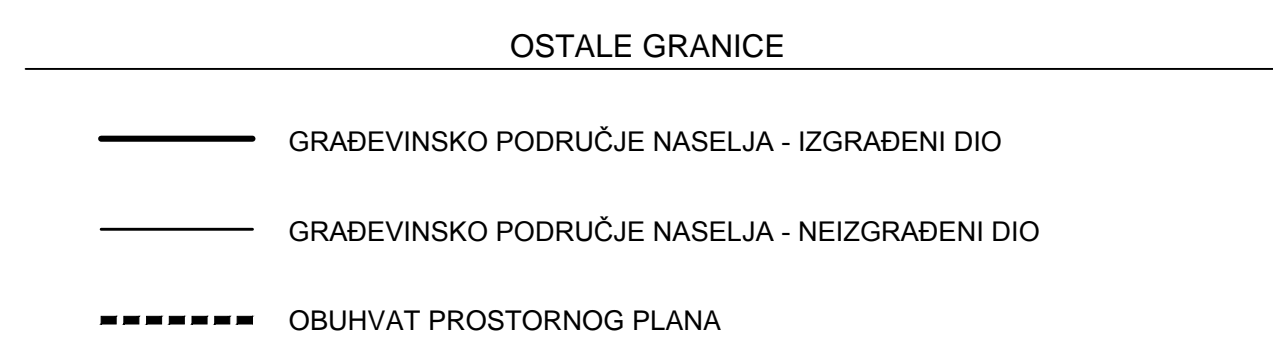 OSTALE GRANICE
GRAĐEVINSKO PODRUČJE NASELJA - IZGRAĐENI DIO
GRAĐEVINSKO PODRUČJE NASELJA - NEIZGRAĐENI DIO
OBUHVAT PROSTORNOG PLANA